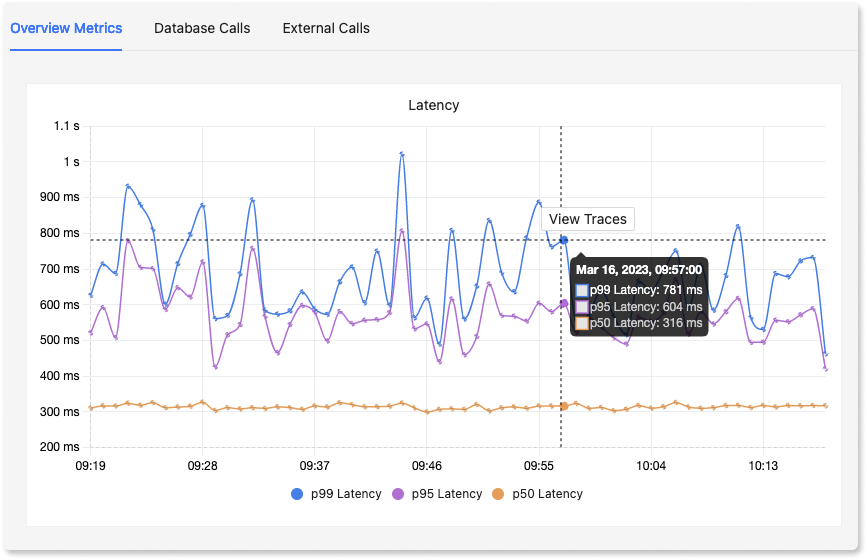 Overview Metrics Database Calls External Calls
Latency
1.1 s
1 s
900 ms
800 ms
700 ms
600 ms
500 ms
400 ms
300 ms
200 ms
View Traces
Mar 16, 2023, 09:57:00
p99 Latency: 781 ms
p95 Latency: 604 ms
p50 Latency: 316 ms
09:19 09:28 09:37 09:46 09:55 10:04 10:13
p99 Latency p95 Latency p50 Latency